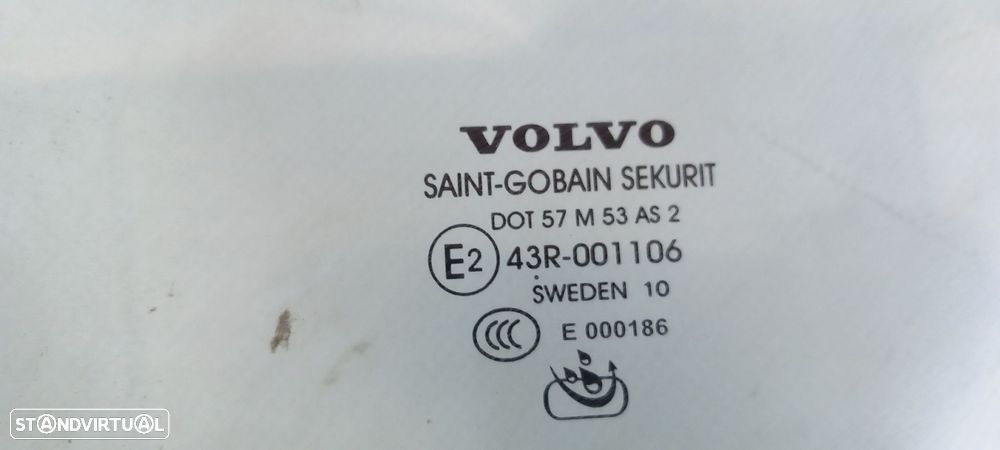 VOLVO
SAINT-GOBAIN SEKURIT
DOT 57 M 53 AS 2
E2 43R-001106
SWEDEN 10
CCC E 000186
STANDVIRTUAL